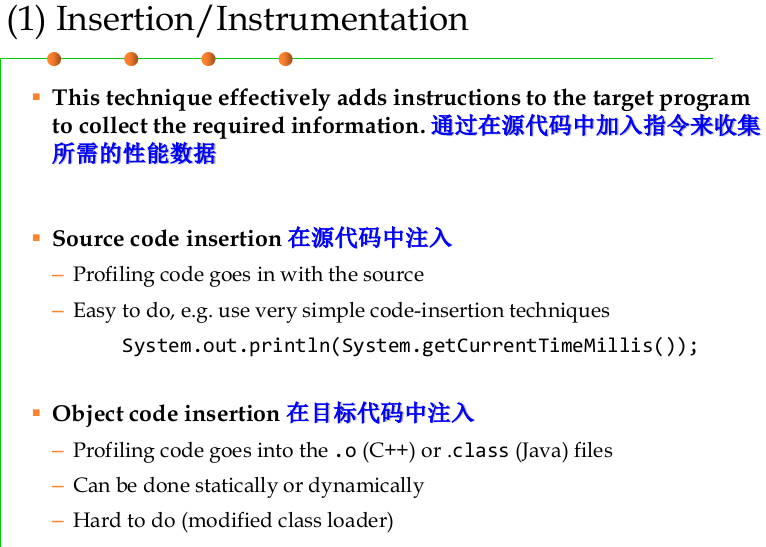 (1) Insertion/Instrumentation
This technique effectively adds instructions to the target program
to collect the required information. 通过在源代码中加入指令来收集
所需的性能数据
Source code insertion 在源代码中注入
– Profiling code goes in with the source
– Easy to do, e.g. use very simple code-insertion techniques
System.out.println(System.getCurrentTimeMillis());
Object code insertion 在目标代码中注入
– Profiling code goes into the .o (C++) or .class (Java) files
– Can be done statically or dynamically
– Hard to do (modified class loader)